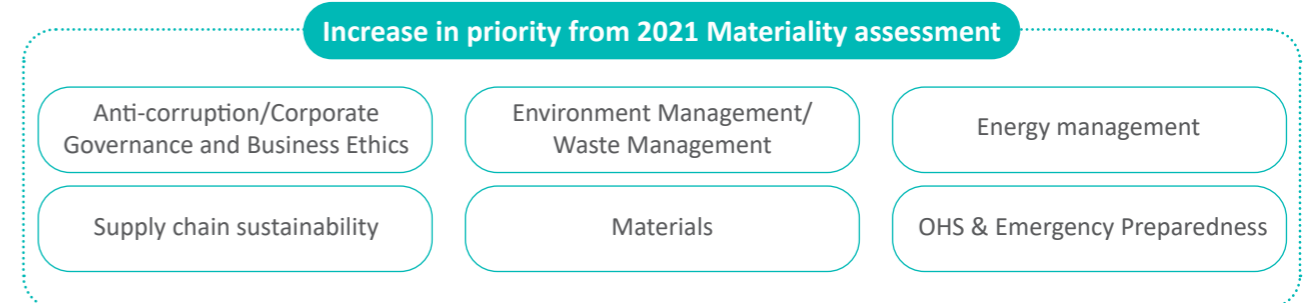 Increase in priority from 2021 Materiality assessment
Anti-corruption/Corporate
Governance and Business Ethics
Environment Management/
Waste Management
Energy management
Supply chain sustainability
Materials
OHS & Emergency Preparedness